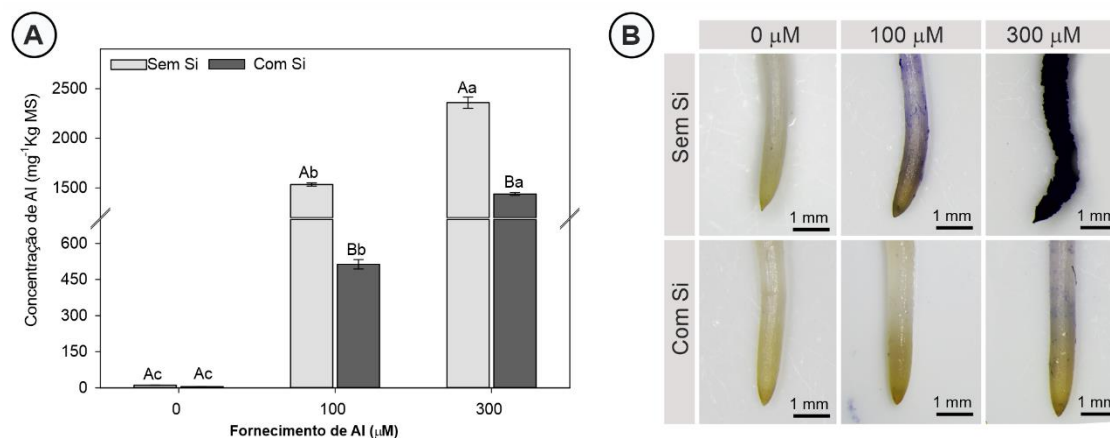 A
Sem Si Com Si
Concentração de Al (mg⁻¹Kg MS)
2500
2000
1500
600
450
300
150
0
Aa
Ab
Ba
Bb
Ac Ac
0 100 300
Fornecimento de Al (μM)
B
0 μM 100 μM 300 μM
Sem Si
1 mm 1 mm 1 mm
Com Si
1 mm 1 mm 1 mm